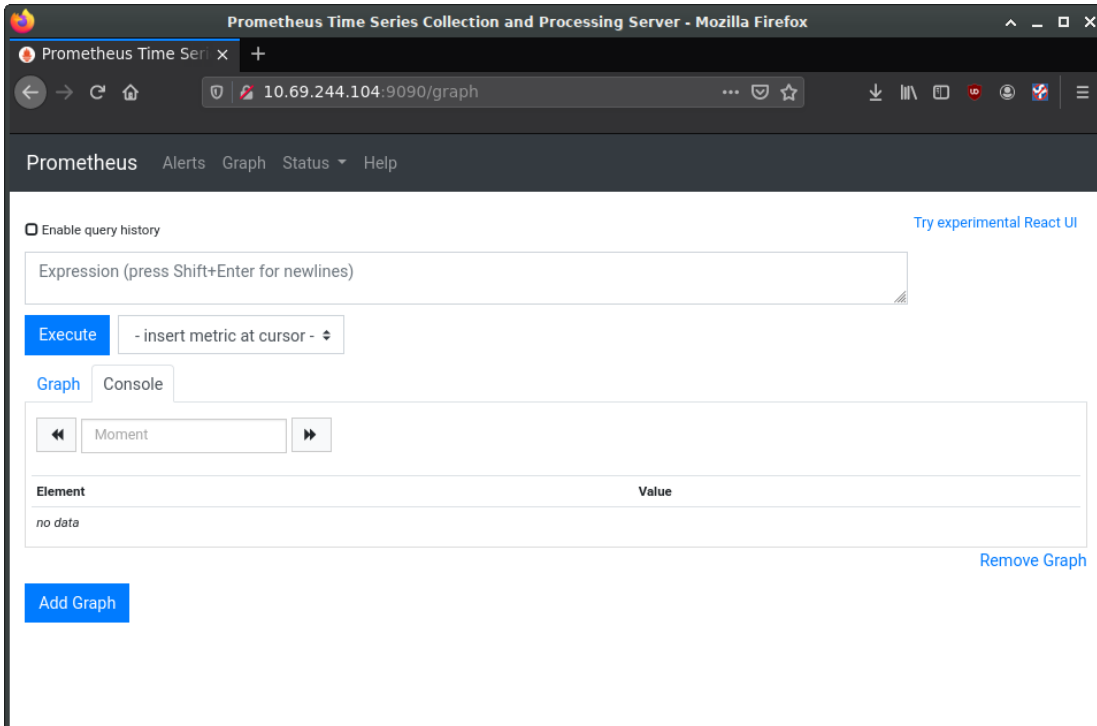 Prometheus Time Series Collection and Processing Server - Mozilla Firefox
Prometheus Time Seri
10.69.244.104:9090/graph
Prometheus Alerts Graph Status Help
Enable query history
Try experimental React UI
Expression (press Shift+Enter for newlines)
Execute - insert metric at cursor -
Graph Console
Moment
Element Value
no data
Remove Graph
Add Graph